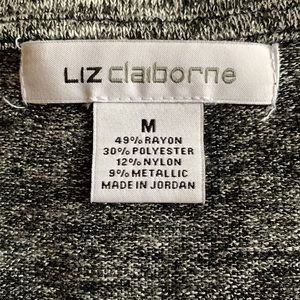 LIZ claiborne
M
49% RAYON
30% POLYESTER
12% NYLON
9% METALLIC
MADE IN JORDAN